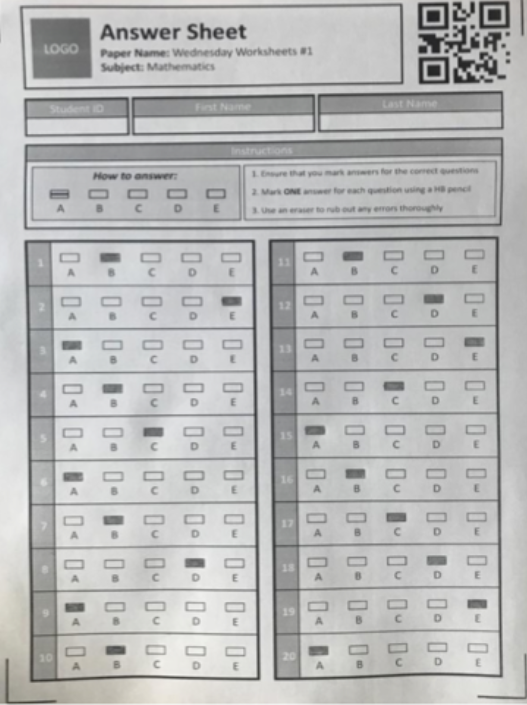 LOGO
Answer Sheet
Paper Name: Wednesday Worksheets #1
Subject: Mathematics
Student ID First Name Last Name
Instructions
How to answer:
A B C D E
1. Ensure that you mark answers for the correct questions
2. Mark ONE answer for each question using a HB pencil
3. Use an eraser to rub out any errors thoroughly
1
A B C D E
2
A B C D E
3
A B C D E
4
A B C D E
5
A B C D E
6
A B C D E
7
A B C D E
8
A B C D E
9
A B C D E
10
A B C D E
11
A B C D E
12
A B C D E
13
A B C D E
14
A B C D E
15
A B C D E
16
A B C D E
17
A B C D E
18
A B C D E
19
A B C D E
20
A B C D E